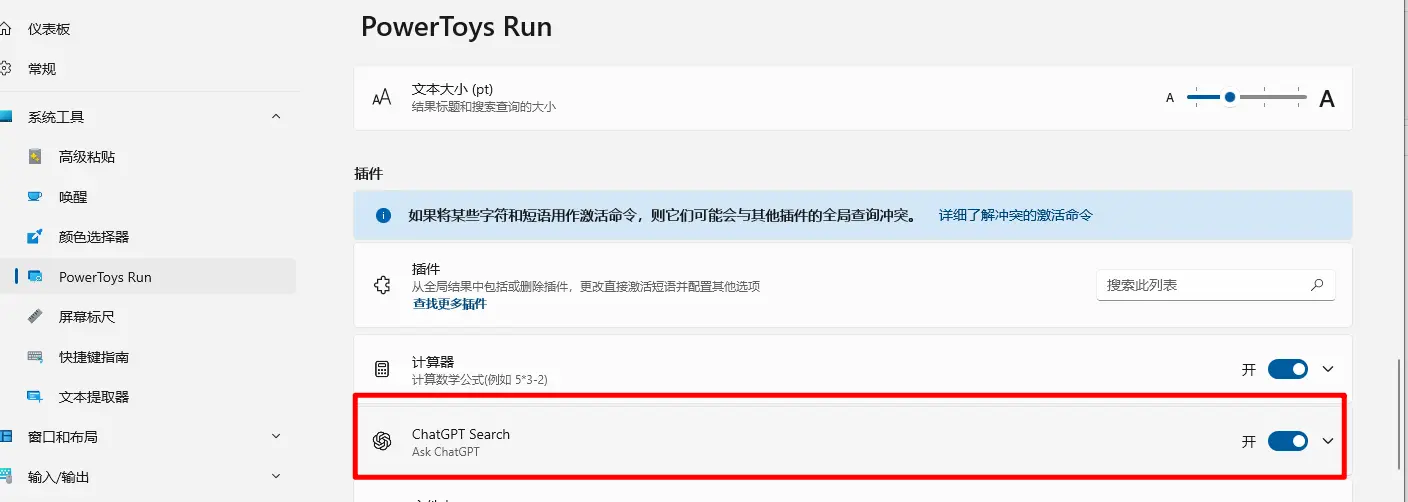 仪表板
常规
系统工具
高级粘贴
唤醒
颜色选择器
PowerToys Run
屏幕标尺
快捷键指南
文本提取器
窗口和布局
输入/输出
PowerToys Run
文本大小 (pt)
结果标题和搜索查询的大小
A A
插件
如果将某些字符和短语用作激活命令，则它们可能会与其他插件的全局查询冲突。 详细了解冲突的激活命令
插件
从全局结果中包括或删除插件，更改直接激活短语并配置其他选项
查找更多插件
搜索此列表
计算器
计算数学公式(例如 5*3-2)
开
ChatGPT Search
Ask ChatGPT
开